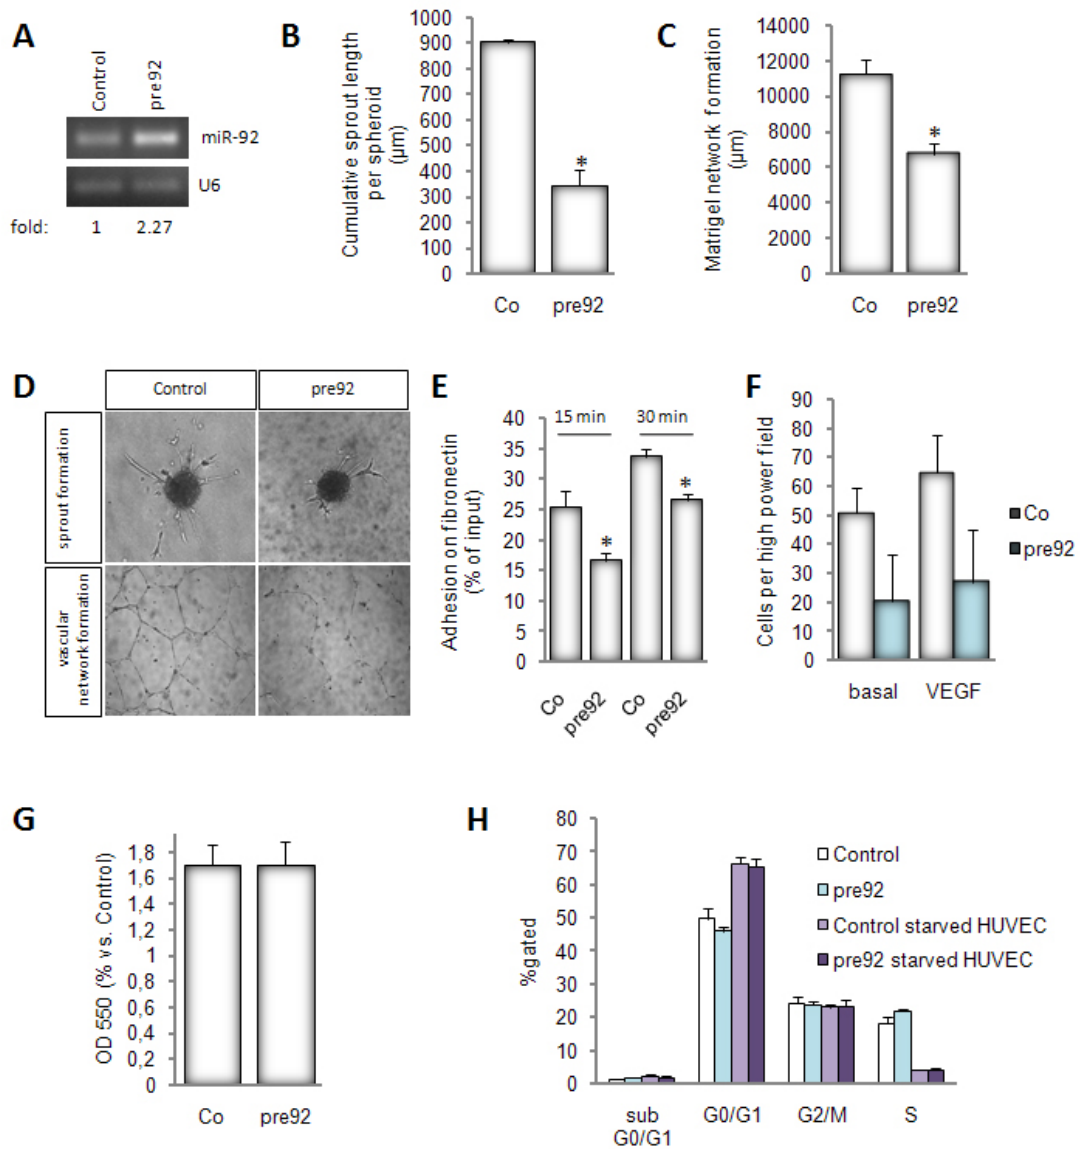 A
Control
pre92
miR-92
U6
fold: 1 2.27
B
Cumulative sprout length
per spheroid
(µm)
1000
900
800
700
600
500
400
300
200
100
0
*
Co pre92
C
Matrigel network formation
(µm)
14000
12000
10000
8000
6000
4000
2000
0
*
Co pre92
D
Control pre92
sprout formation
vascular
network formation
E
Adhesion on fibronectin
(% of input)
40
35
30
25
20
15
10
5
0
15 min 30 min
*
*
Co
pre92
Co
pre92
F
Cells per high power field
90
80
70
60
50
40
30
20
10
0
Co
pre92
basal VEGF
G
OD 550 (% vs. Control)
1,8
1,6
1,4
1,2
1
0,8
0,6
0,4
0,2
0
Co pre92
H
%gated
80
70
60
50
40
30
20
10
0
Control
pre92
Control starved HUVEC
pre92 starved HUVEC
sub
G0/G1
G0/G1
G2/M
S